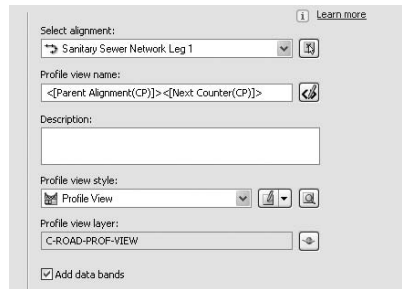 Learn more
Select alignment:
Sanitary Sewer Network Leg 1
Profile view name:
<[Parent Alignment(CP)]><[Next Counter(CP)]>
Description:
Profile view style:
Profile View
Profile view layer:
C-ROAD-PROF-VIEW
Add data bands